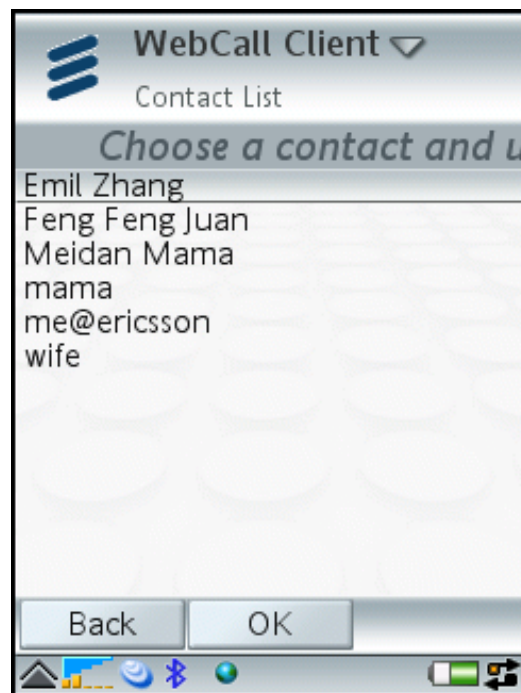 WebCall Client
Contact List
Choose a contact and u
Emil Zhang
Feng Feng Juan
Meidan Mama
mama
me@ericsson
wife
Back OK